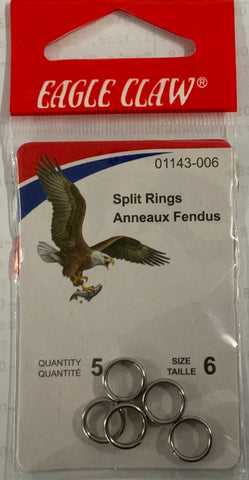 EAGLE CLAW®
01143-006
Split Rings
Anneaux Fendus
QUANTITY 5 SIZE 6
QUANTITÉ TAILLE